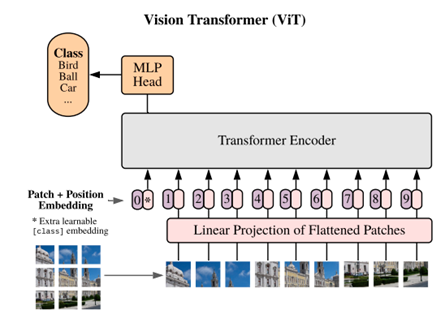 Vision Transformer (ViT)
Class
Bird
Ball
Car
...
MLP
Head
Transformer Encoder
Patch + Position
Embedding
* Extra learnable
[class] embedding
0 * 1 2 3 4 5 6 7 8 9
Linear Projection of Flattened Patches